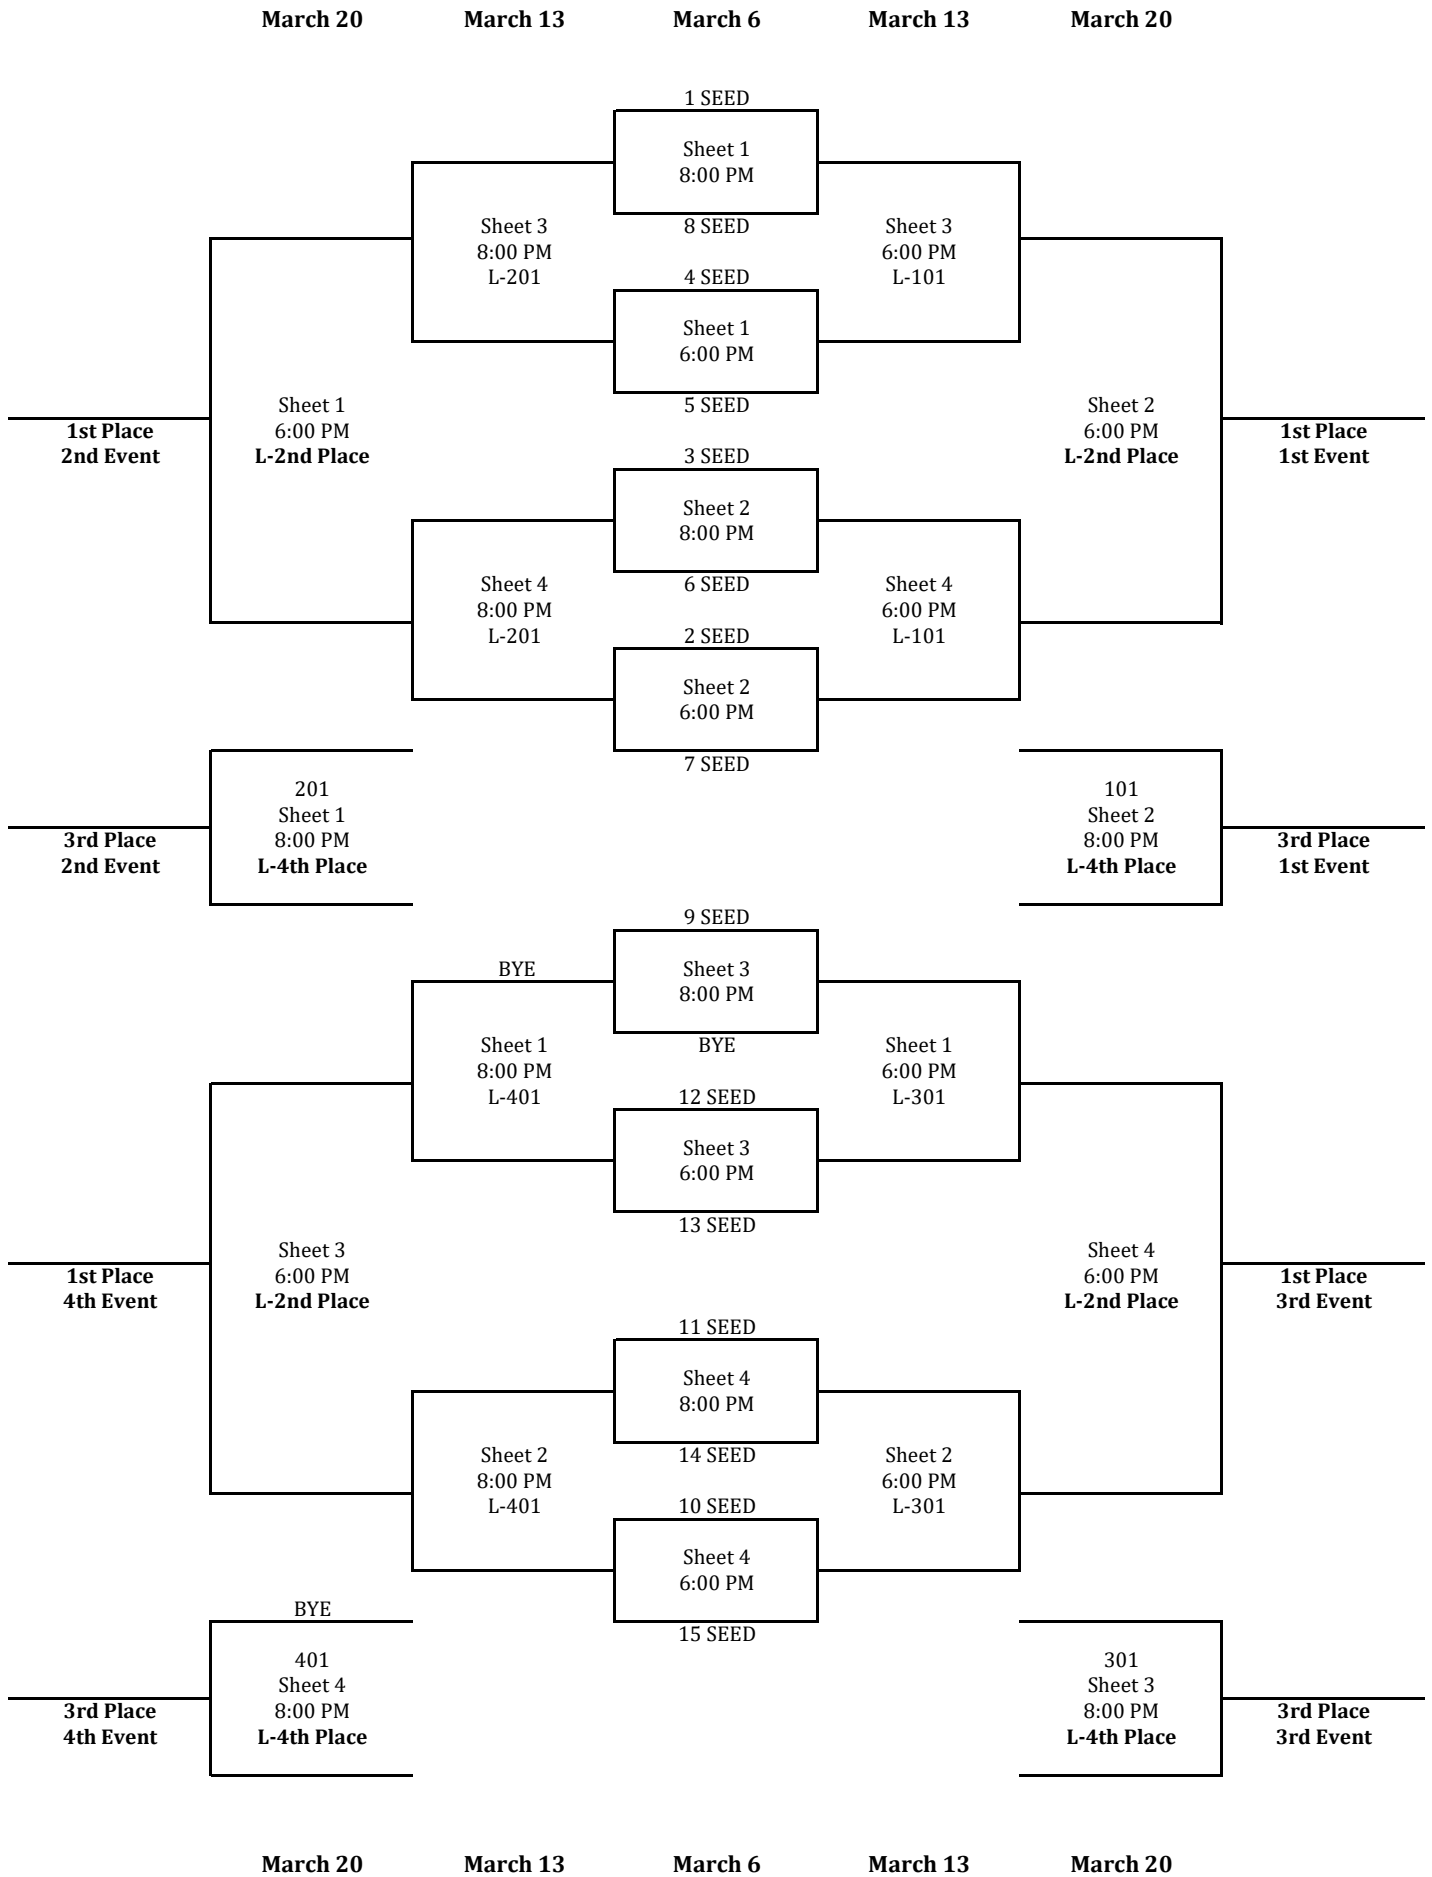 March 20
March 13
March 6
March 13
March 20
1 SEED
Sheet 1
8:00 PM
8 SEED
Sheet 3
8:00 PM
L-201
Sheet 3
6:00 PM
L-101
4 SEED
Sheet 1
6:00 PM
5 SEED
1st Place
2nd Event
Sheet 1
6:00 PM
L-2nd Place
Sheet 2
6:00 PM
L-2nd Place
1st Place
1st Event
3 SEED
Sheet 2
8:00 PM
6 SEED
Sheet 4
8:00 PM
L-201
Sheet 4
6:00 PM
L-101
2 SEED
Sheet 2
6:00 PM
7 SEED
3rd Place
2nd Event
201
Sheet 1
8:00 PM
L-4th Place
101
Sheet 2
8:00 PM
L-4th Place
3rd Place
1st Event
9 SEED
Sheet 3
8:00 PM
BYE
BYE
Sheet 1
8:00 PM
L-401
Sheet 1
6:00 PM
L-301
12 SEED
Sheet 3
6:00 PM
13 SEED
1st Place
4th Event
Sheet 3
6:00 PM
L-2nd Place
Sheet 4
6:00 PM
L-2nd Place
1st Place
3rd Event
11 SEED
Sheet 4
8:00 PM
14 SEED
Sheet 2
8:00 PM
L-401
Sheet 2
6:00 PM
L-301
10 SEED
Sheet 4
6:00 PM
15 SEED
BYE
3rd Place
4th Event
401
Sheet 4
8:00 PM
L-4th Place
301
Sheet 3
8:00 PM
L-4th Place
3rd Place
3rd Event
March 20
March 13
March 6
March 13
March 20